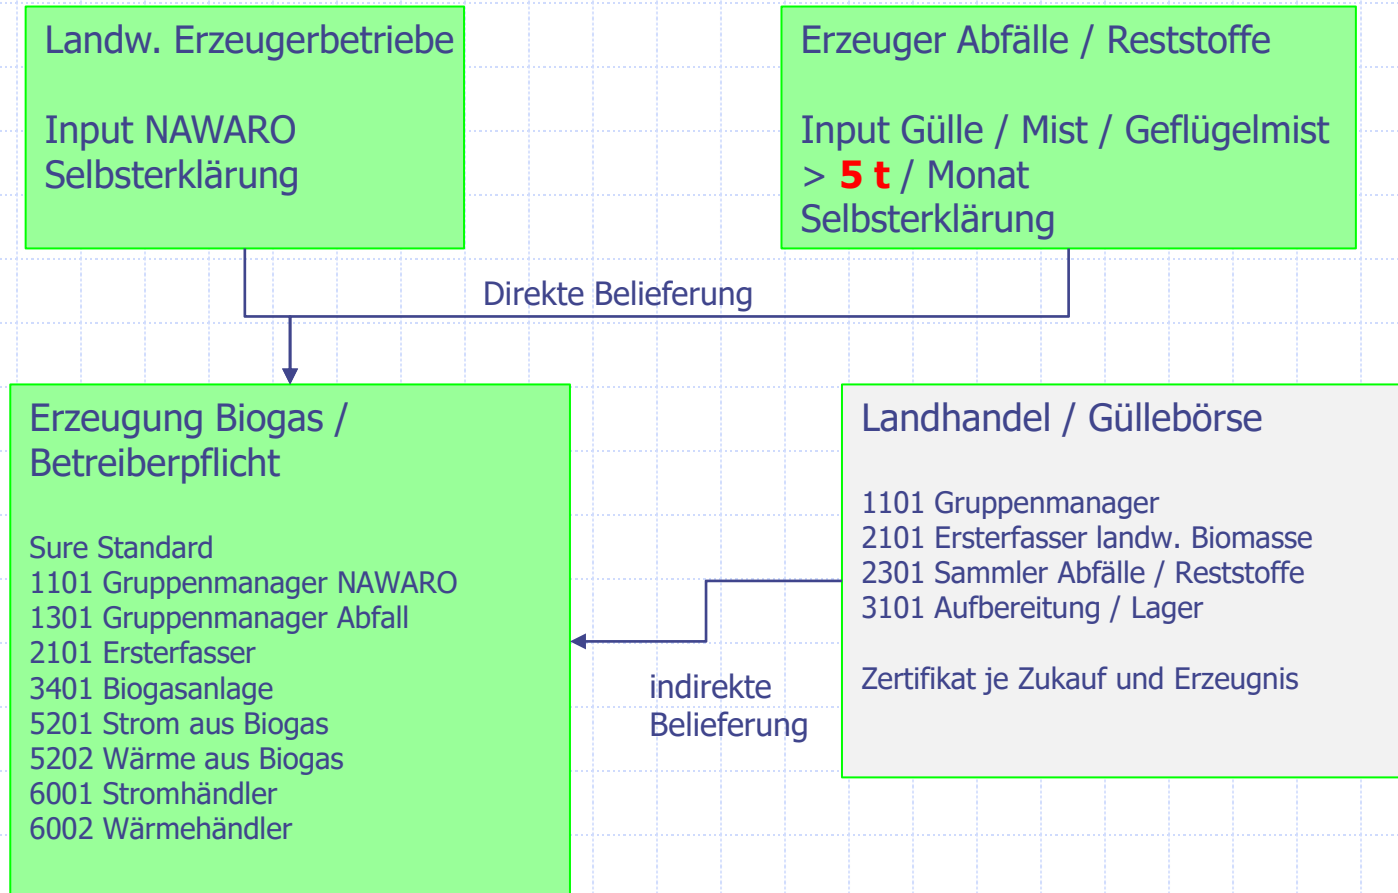 Landw. Erzeugerbetriebe
Input NAWARO
Selbsterklärung
Erzeuger Abfälle / Reststoffe
Input Gülle / Mist / Geflügelmist
> 5 t / Monat
Selbsterklärung
Direkte Belieferung
Erzeugung Biogas /
Betreiberpflicht
Sure Standard
1101 Gruppenmanager NAWARO
1301 Gruppenmanager Abfall
2101 Ersterfasser
3401 Biogasanlage
5201 Strom aus Biogas
5202 Wärme aus Biogas
6001 Stromhändler
6002 Wärmehändler
indirekte
Belieferung
Landhandel / Güllebörse
1101 Gruppenmanager
2101 Ersterfasser landw. Biomasse
2301 Sammler Abfälle / Reststoffe
3101 Aufbereitung / Lager
Zertifikat je Zukauf und Erzeugnis